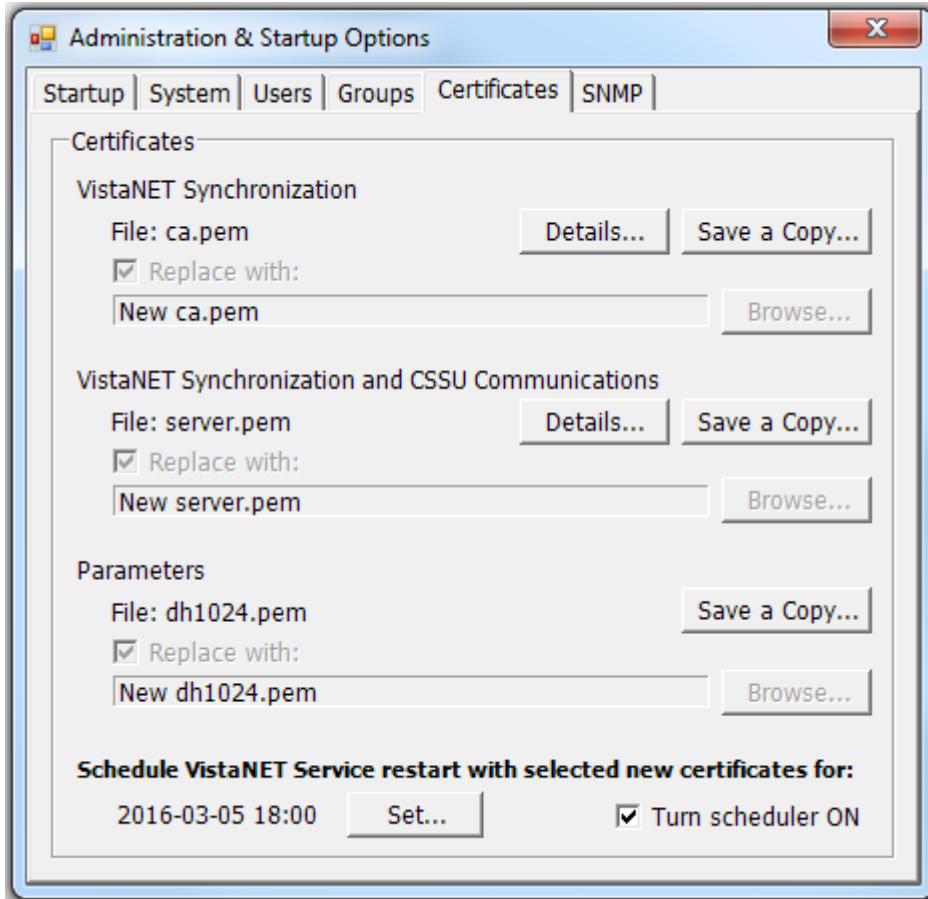 Administration & Startup Options
Startup System Users Groups Certificates SNMP
Certificates
VistaNET Synchronization
File: ca.pem Details... Save a Copy...
Replace with:
New ca.pem Browse...
VistaNET Synchronization and CSSU Communications
File: server.pem Details... Save a Copy...
Replace with:
New server.pem Browse...
Parameters
File: dh1024.pem Save a Copy...
Replace with:
New dh1024.pem Browse...
Schedule VistaNET Service restart with selected new certificates for:
2016-03-05 18:00 Set... Turn scheduler ON